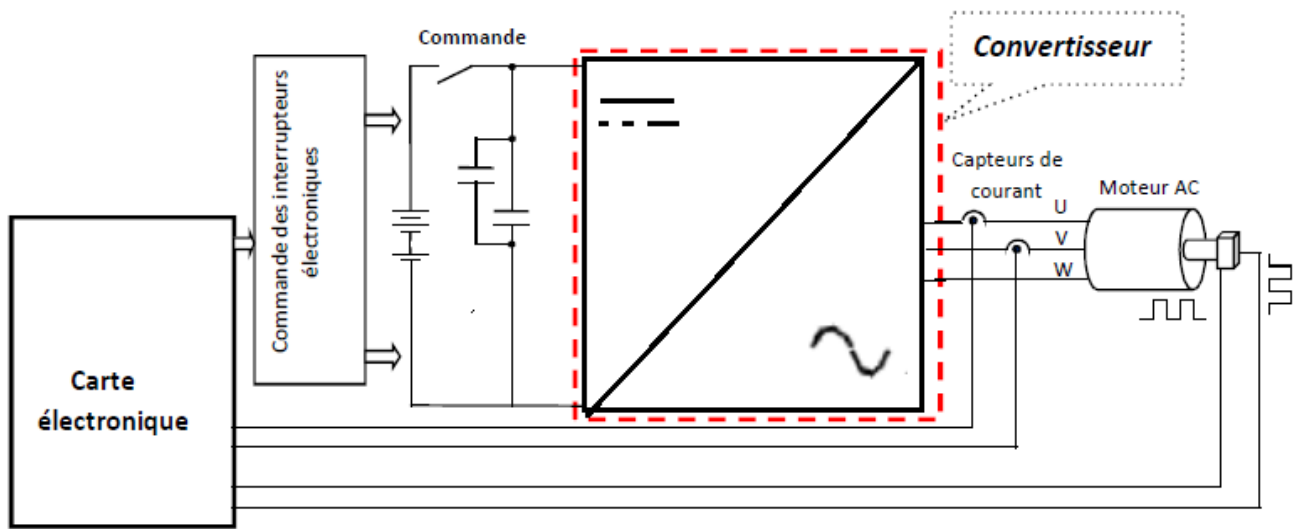 Commande
Convertisseur
Commande des interrupteurs
électroniques
Capteurs de
courant
Moteur AC
U
V
W
Carte
électronique